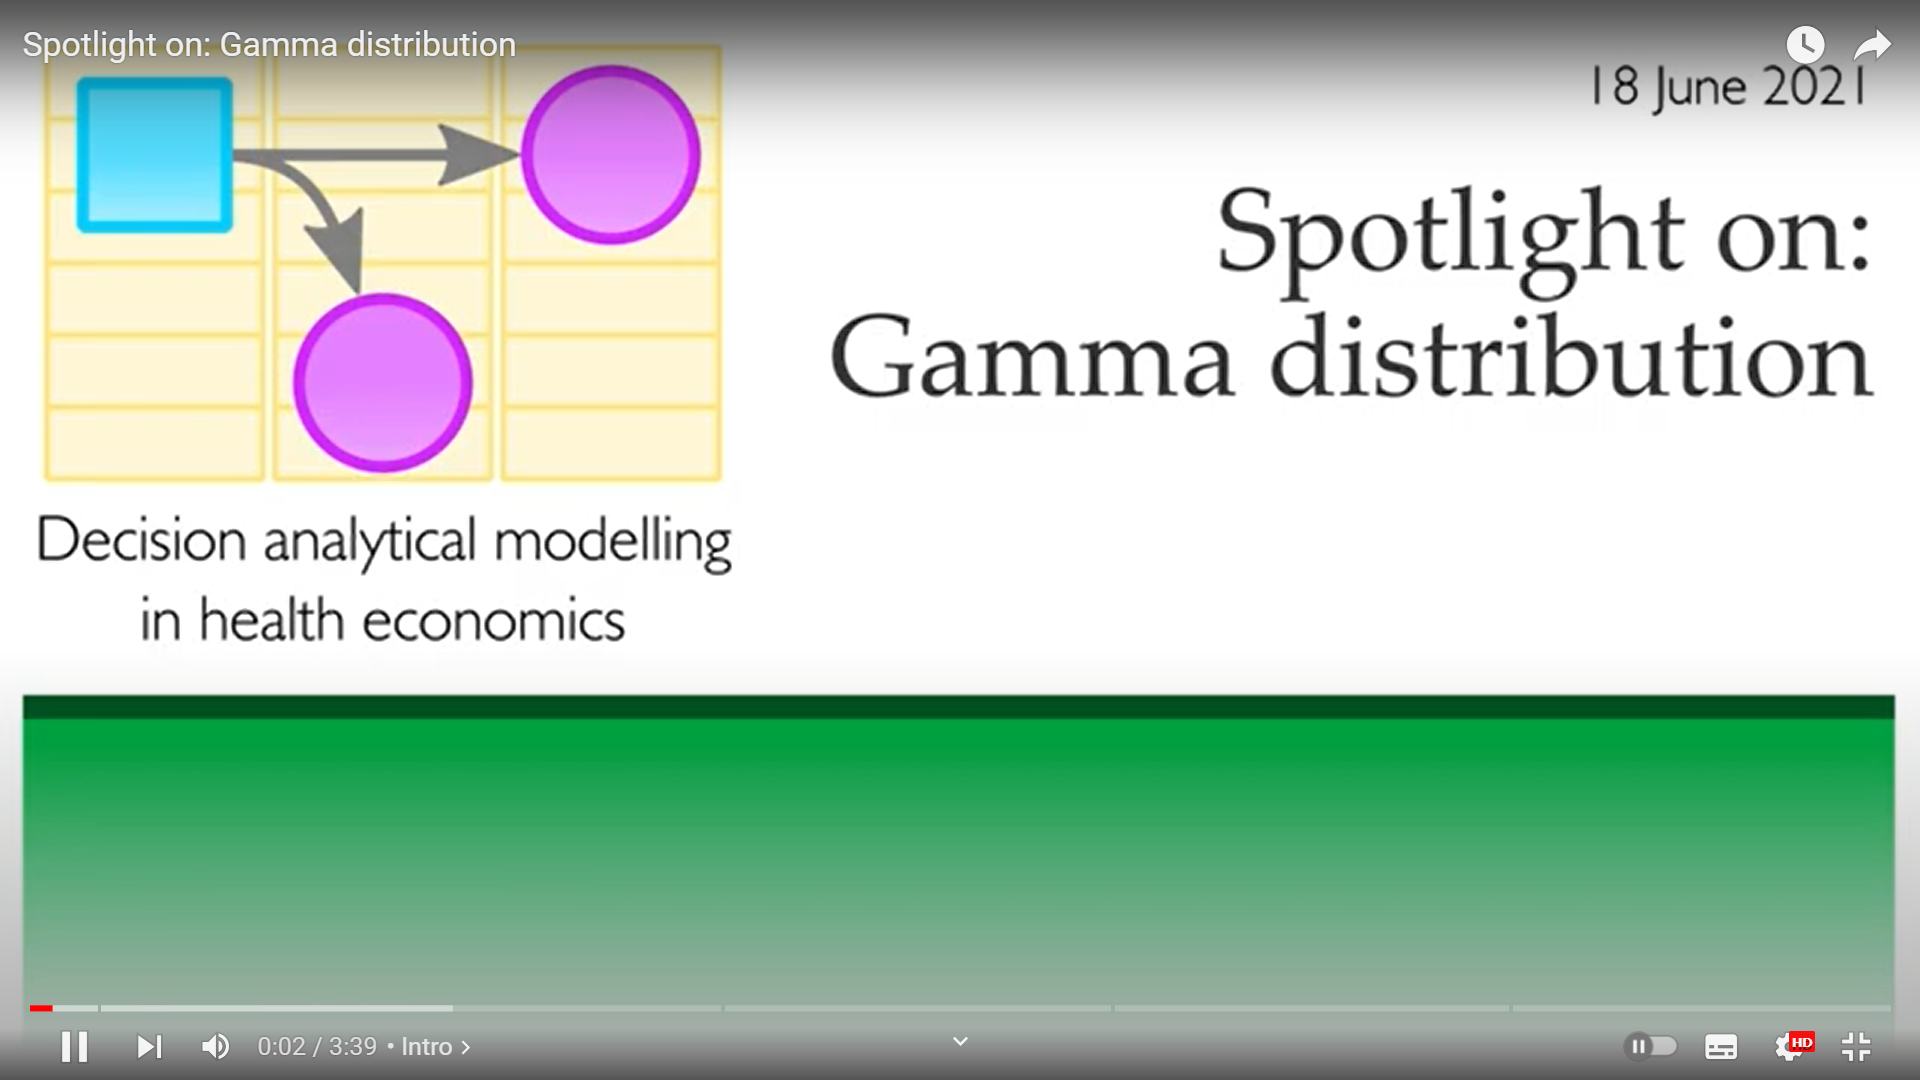 Spotlight on: Gamma distribution
18 June 2021
Spotlight on:
Gamma distribution
Decision analytical modelling
in health economics
0:02 / 3:39 • Intro
HD